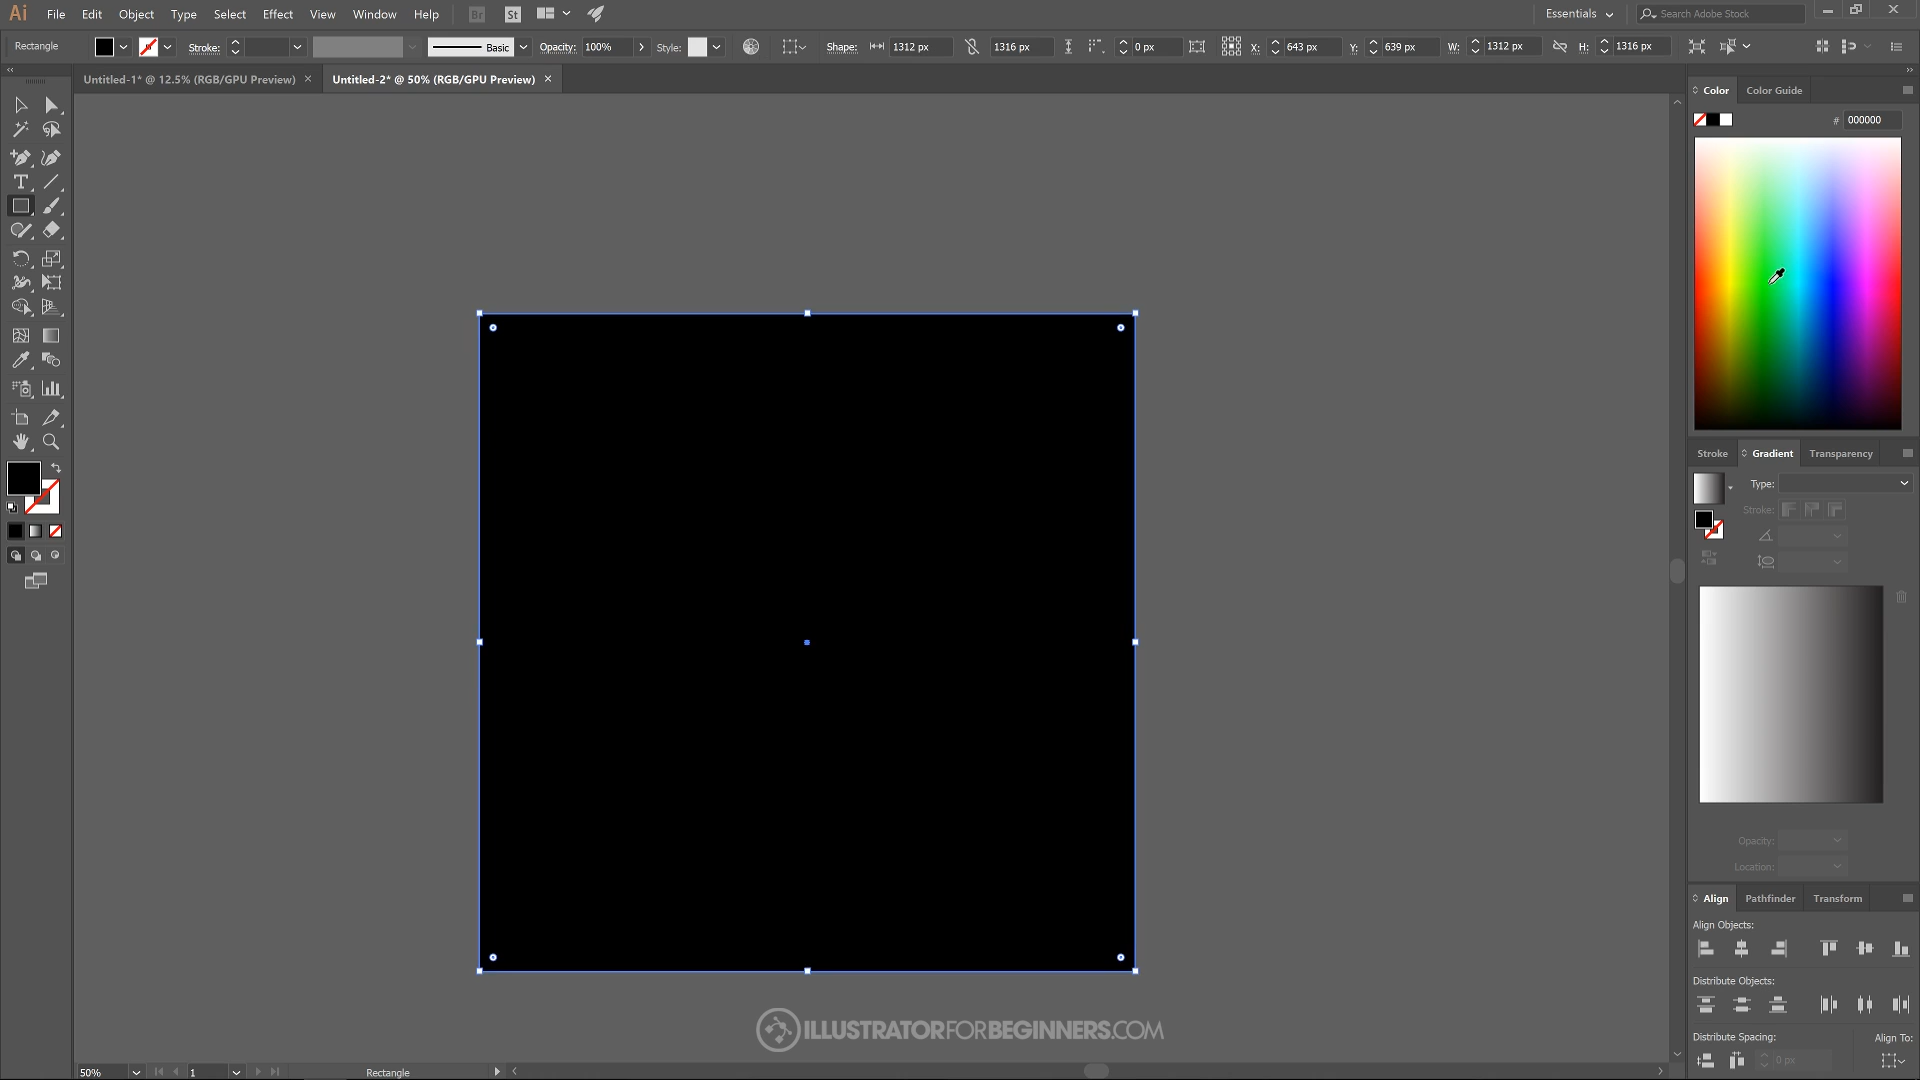 Ai File Edit Object Type Select Effect View Window Help Br St Essentials Search Adobe Stock
Rectangle Stroke: Basic Opacity: 100% Style: Shape: 1312 px 1316 px 0 px X: 643 px Y: 639 px W: 1312 px H: 1316 px
Untitled-1* @ 12.5% (RGB/GPU Preview) Untitled-2* @ 50% (RGB/GPU Preview)
Color Color Guide
# 000000
Stroke Gradient Transparency
Type:
Stroke:
Opacity:
Location:
Align Pathfinder Transform
Align Objects:
Distribute Objects:
Distribute Spacing: Align To:
0 px
ILLUSTRATORFORBEGINNERS.COM
50% 1 Rectangle